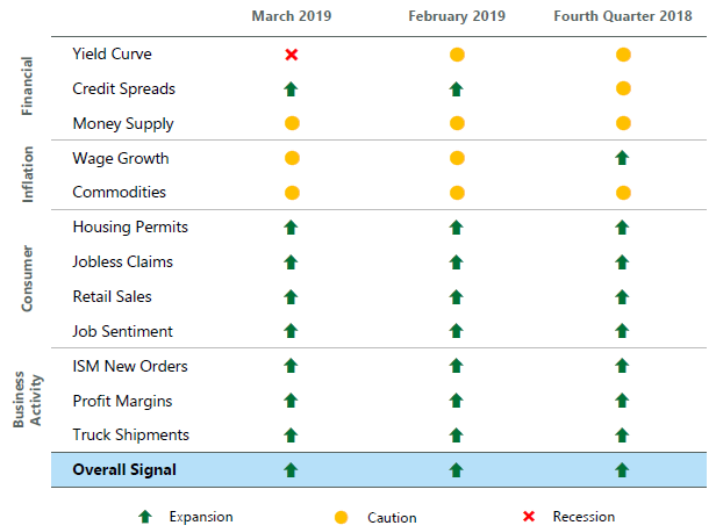 March 2019 February 2019 Fourth Quarter 2018
Financial
Yield Curve
Credit Spreads
Money Supply
Inflation
Wage Growth
Commodities
Consumer
Housing Permits
Jobless Claims
Retail Sales
Job Sentiment
Business
Activity
ISM New Orders
Profit Margins
Truck Shipments
Overall Signal
Expansion Caution Recession